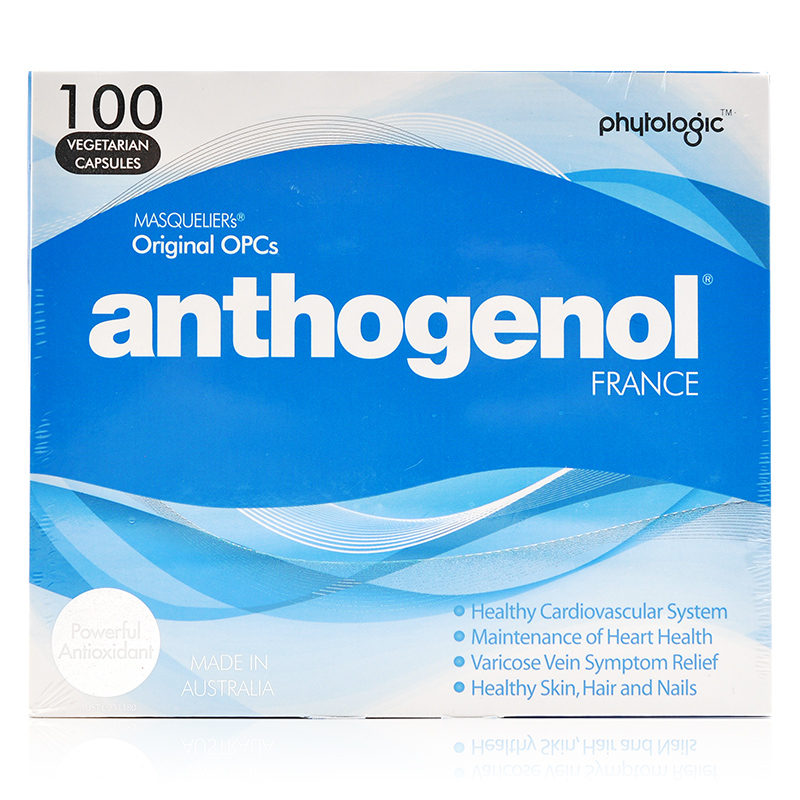 100
VEGETARIAN
CAPSULES
phytologic™
MASQUELIER's®
Original OPCs
anthogenol®
FRANCE
Powerful
Antioxidant
MADE IN
AUSTRALIA
Healthy Cardiovascular System
Maintenance of Heart Health
Varicose Vein Symptom Relief
Healthy Skin, Hair and Nails